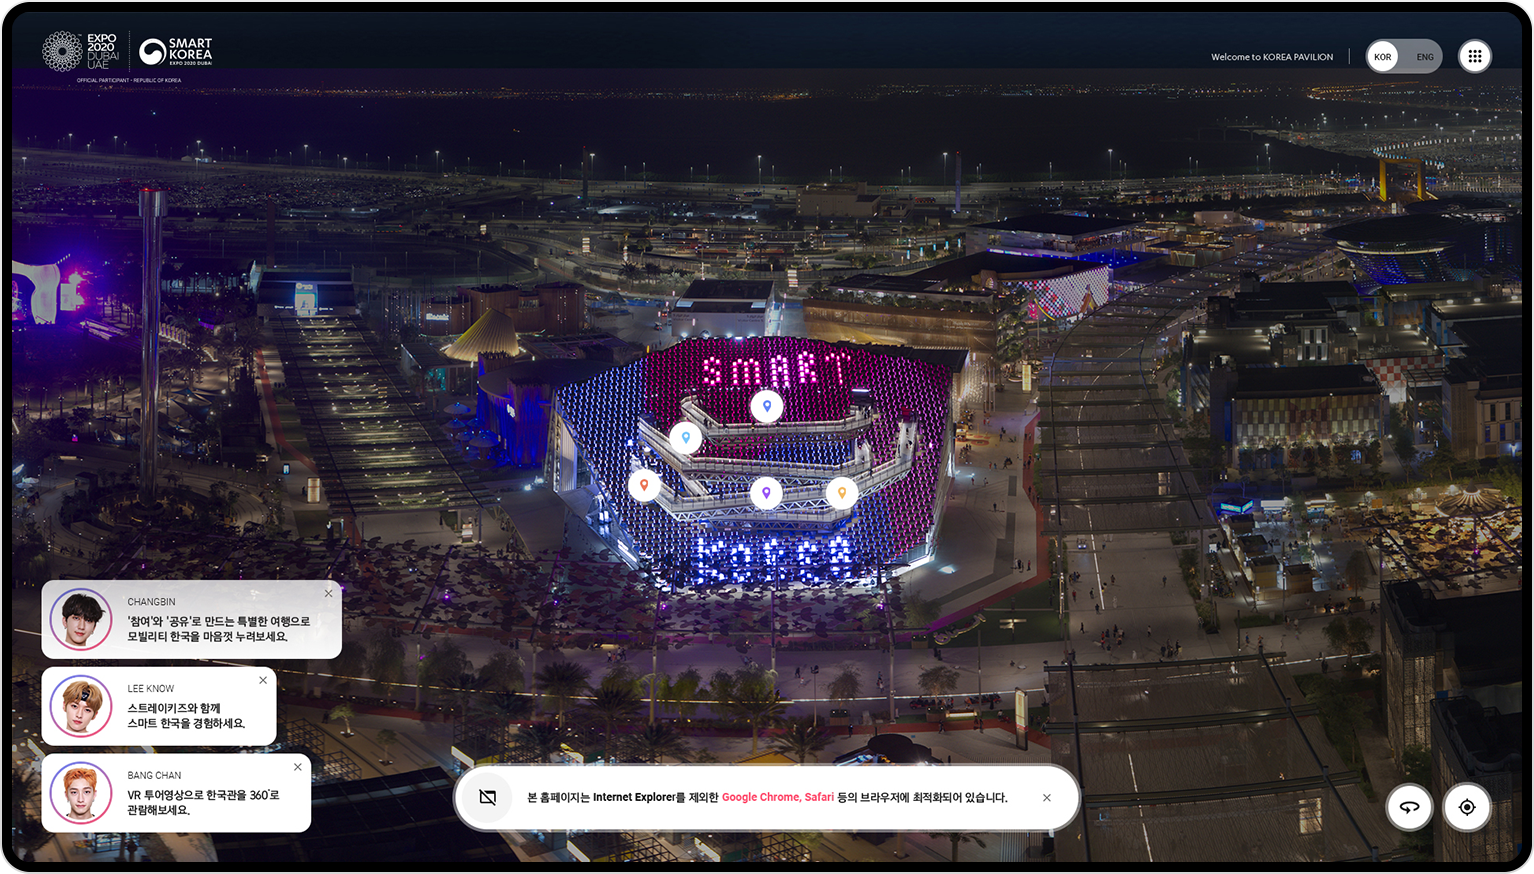 EXPO
2020
DUBAI
UAE
SMART
KOREA
EXPO 2020 DUBAI
OFFICIAL PARTICIPANT - REPUBLIC OF KOREA
Welcome to KOREA PAVILION
KOR
ENG
SmART
KOREA
CHANGBIN
'참여'와 '공유'로 만드는 특별한 여행으로
모빌리티 한국을 마음껏 누려보세요.
LEE KNOW
스트레이키즈와 함께
스마트 한국을 경험하세요.
BANG CHAN
VR 투어영상으로 한국관을 360˚로
관람해보세요.
본 홈페이지는 Internet Explorer를 제외한 Google Chrome, Safari 등의 브라우저에 최적화되어 있습니다.